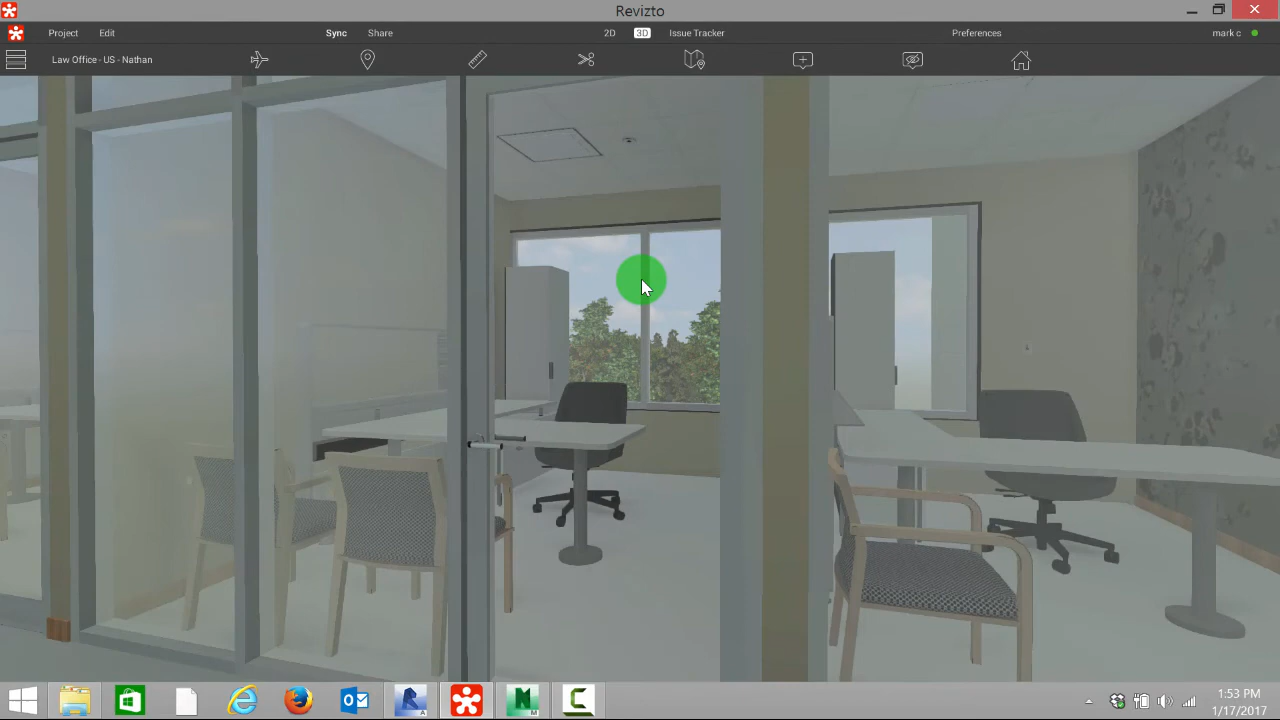 Revizto
Project Edit Sync Share 2D 3D Issue Tracker Preferences mark c
Law Office - US - Nathan
1:53 PM
1/17/2017